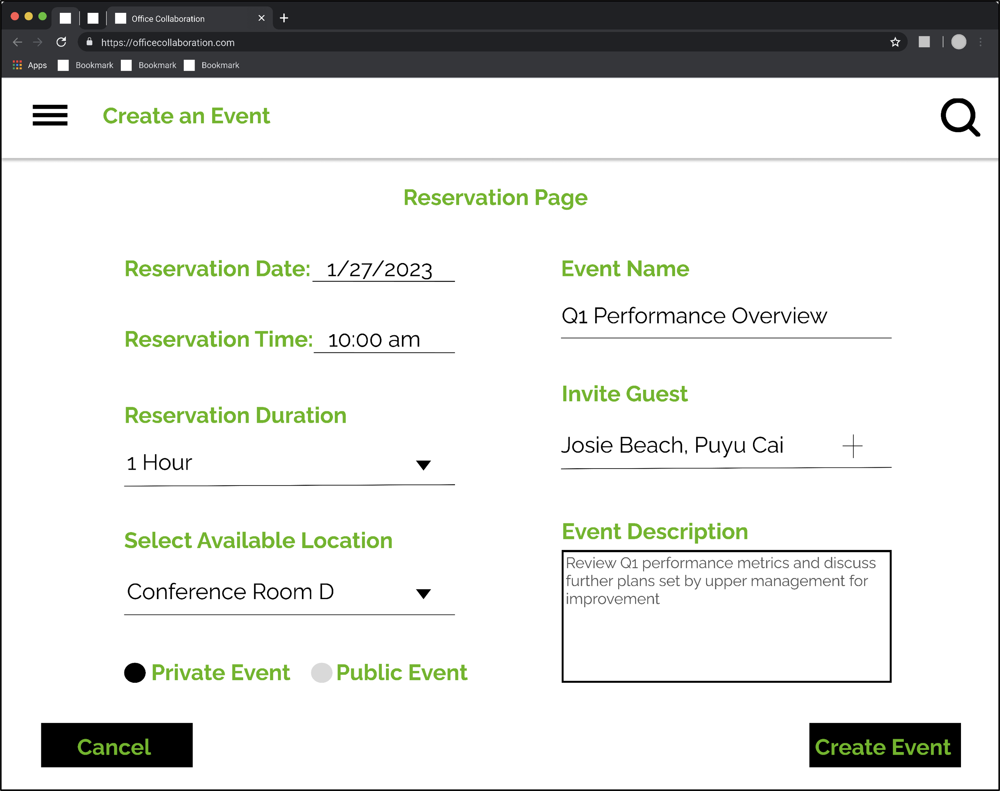 Office Collaboration
https://officecollaboration.com
Apps Bookmark Bookmark Bookmark
Create an Event
Reservation Page
Reservation Date: 1/27/2023
Reservation Time: 10:00 am
Reservation Duration
1 Hour
Select Available Location
Conference Room D
Private Event Public Event
Event Name
Q1 Performance Overview
Invite Guest
Josie Beach, Puyu Cai
Event Description
Review Q1 performance metrics and discuss
further plans set by upper management for
improvement
Cancel
Create Event